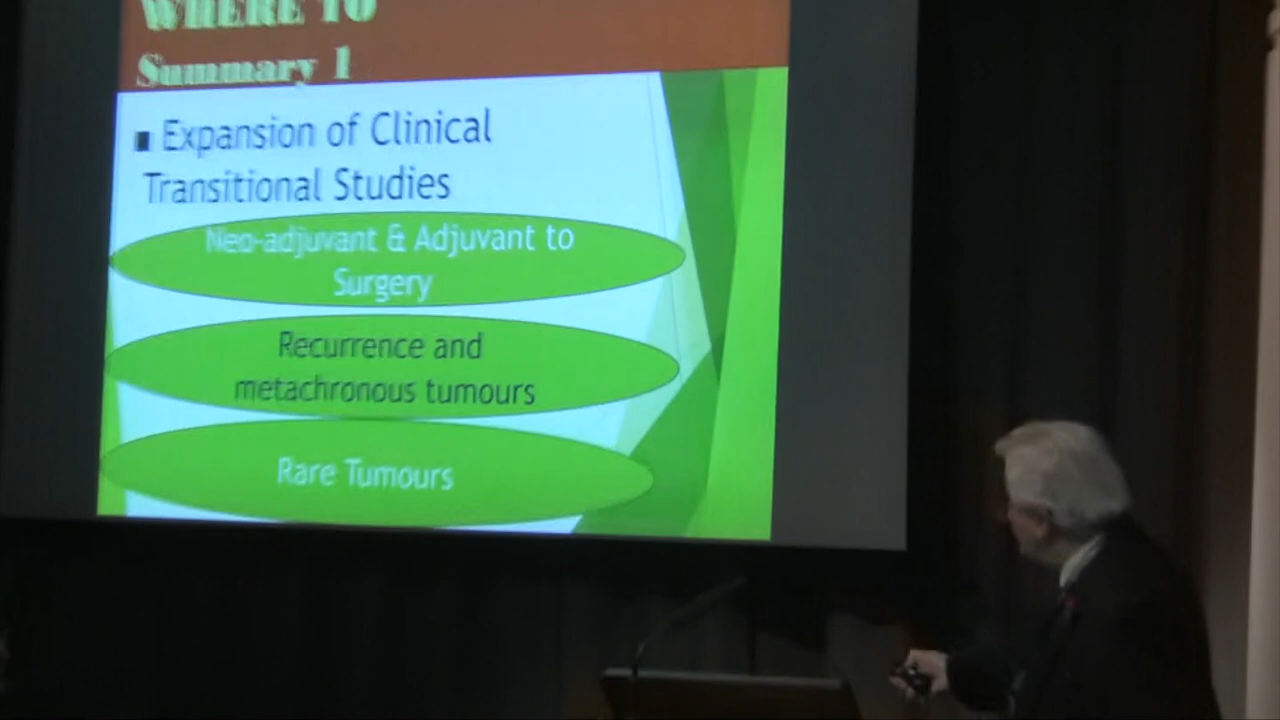 WHERE TO
Summary 1
Expansion of Clinical
Transitional Studies
Neo-adjuvant & Adjuvant to
Surgery
Recurrence and
metachronous tumours
Rare Tumours